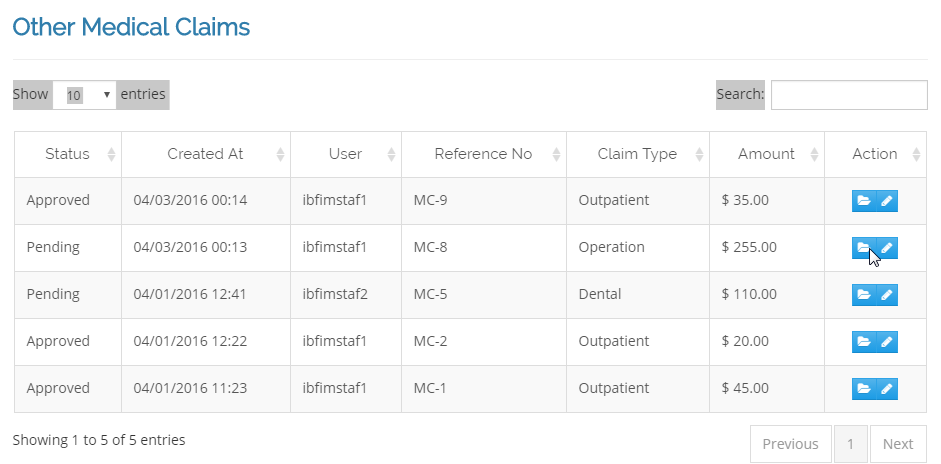 Other Medical Claims
Show 10 entries Search:
Status Created At User Reference No Claim Type Amount Action
Approved 04/03/2016 00:14 ibfimstaf1 MC-9 Outpatient $ 35.00
Pending 04/03/2016 00:13 ibfimstaf1 MC-8 Operation $ 255.00
Pending 04/01/2016 12:41 ibfimstaf2 MC-5 Dental $ 110.00
Approved 04/01/2016 12:22 ibfimstaf1 MC-2 Outpatient $ 20.00
Approved 04/01/2016 11:23 ibfimstaf1 MC-1 Outpatient $ 45.00
Showing 1 to 5 of 5 entries Previous 1 Next